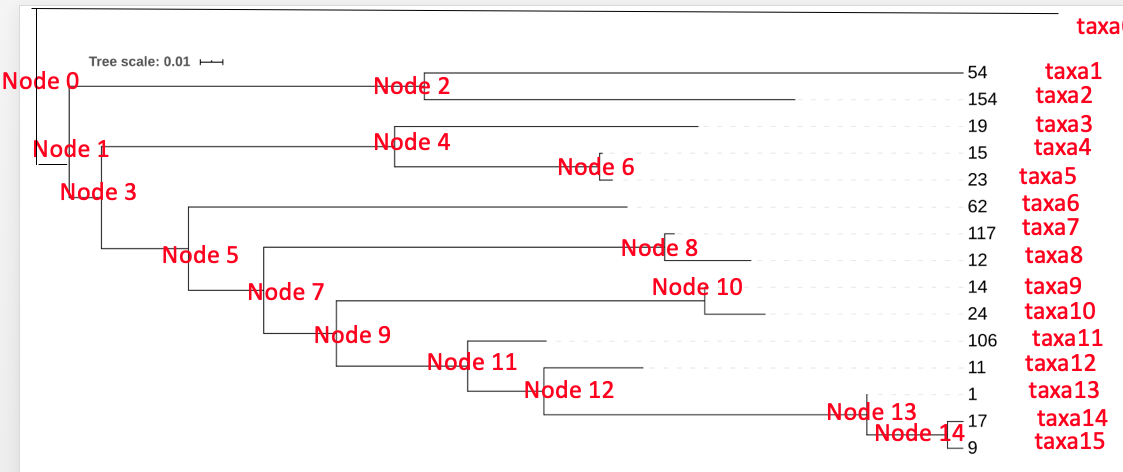 taxa
Tree scale: 0.01
Node 0
54 taxa1
Node 2
154 taxa2
19 taxa3
Node 4
Node 1
15 taxa4
Node 6
23 taxa5
Node 3
62 taxa6
117 taxa7
Node 8
Node 5
12 taxa8
Node 10
14 taxa9
Node 7
24 taxa10
Node 9
106 taxa11
Node 11
11 taxa12
Node 12
1 taxa13
Node 13
17 taxa14
Node 14
9 taxa15